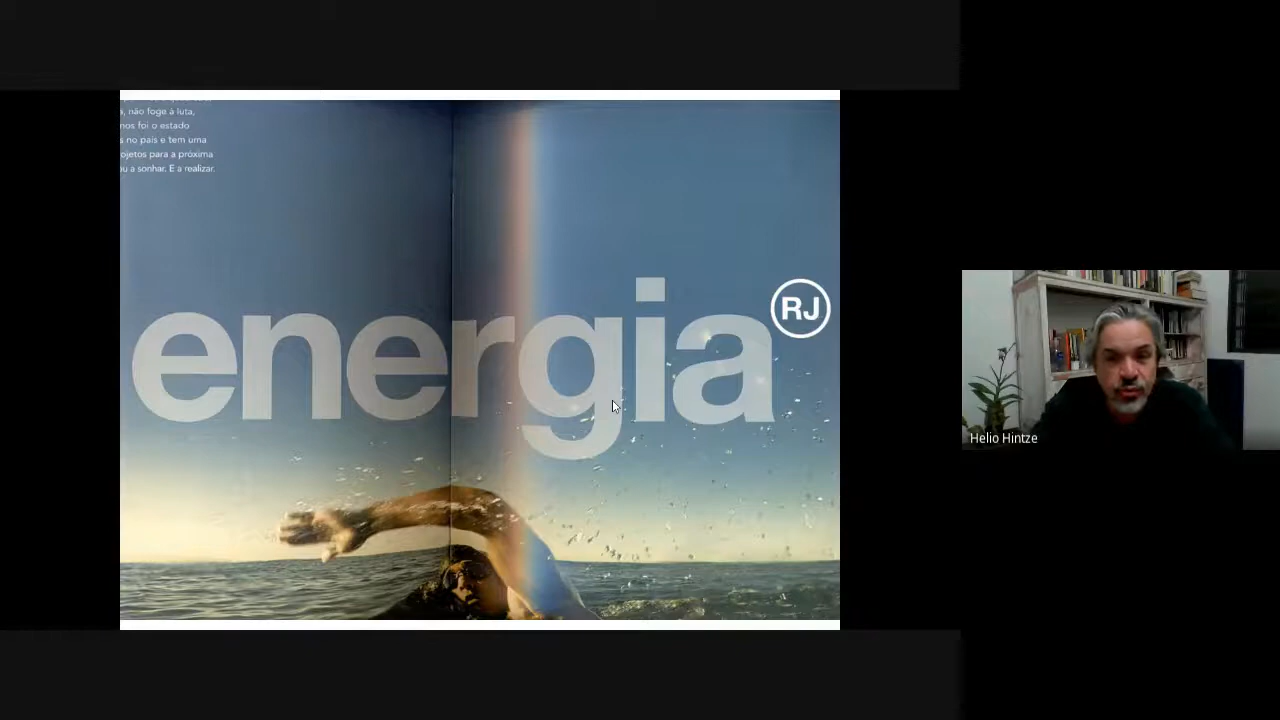 não foge à luta,
nos foi o estado
s no país e tem uma
ojetos para a próxima
ou a sonhar. E a realizar.
energia
RJ
Helio Hintze